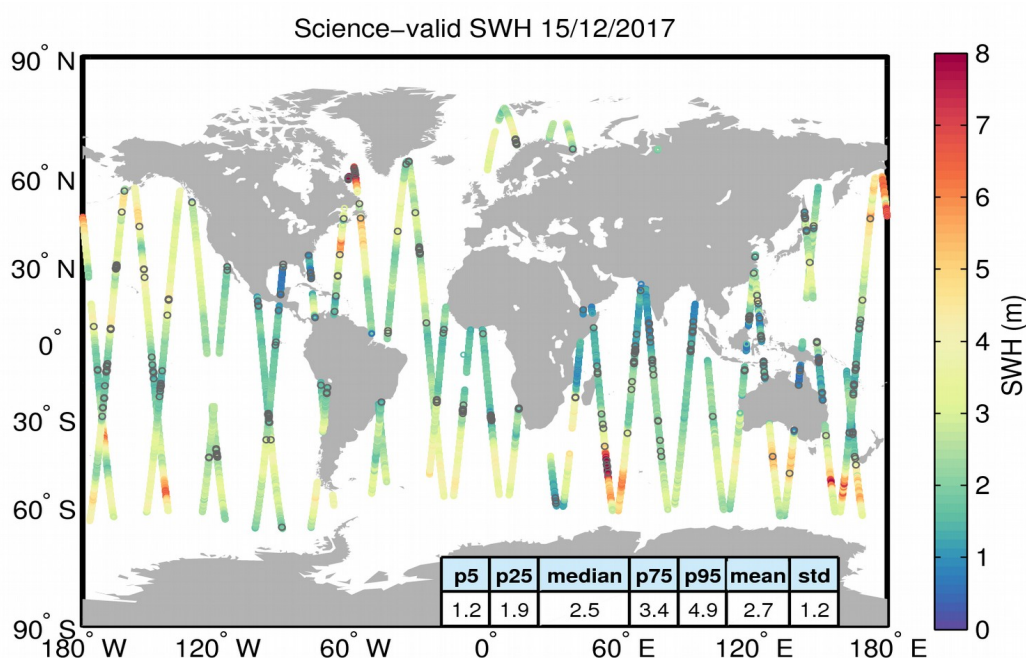 Science−valid SWH 15/12/2017
90° N
60° N
30° N
0°
30° S
60° S
90° S
180° W
120° W
60° W
0°
60° E
120° E
180° E
p5 p25 median p75 p95 mean std
1.2 1.9 2.5 3.4 4.9 2.7 1.2
8
7
6
5
4
3
2
1
0
SWH (m)